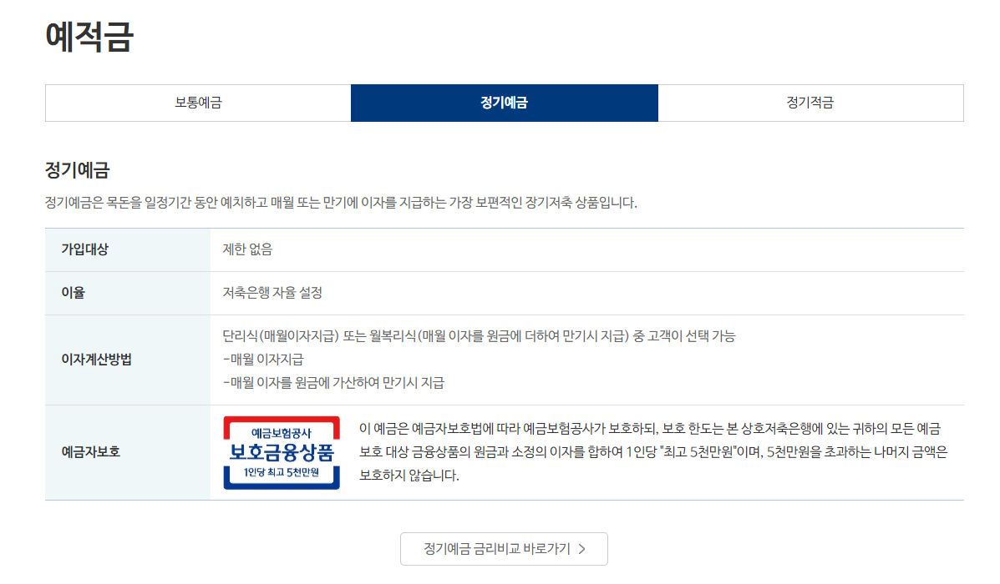 예적금
보통예금
정기예금
정기적금
정기예금
정기예금은 목돈을 일정기간 동안 예치하고 매월 또는 만기에 이자를 지급하는 가장 보편적인 장기저축 상품입니다.
가입대상
제한 없음
이율
저축은행 자율 설정
이자계산방법
단리식(매월이자지급) 또는 월복리식(매월 이자를 원금에 더하여 만기시 지급) 중 고객이 선택 가능
-매월 이자지급
-매월 이자를 원금에 가산하여 만기시 지급
예금자보호
예금보험공사
보호금융상품
1인당 최고 5천만원
이 예금은 예금자보호법에 따라 예금보험공사가 보호하되, 보호 한도는 본 상호저축은행에 있는 귀하의 모든 예금
보호 대상 금융상품의 원금과 소정의 이자를 합하여 1인당 "최고 5천만원"이며, 5천만원을 초과하는 나머지 금액은
보호하지 않습니다.
정기예금 금리비교 바로가기 >